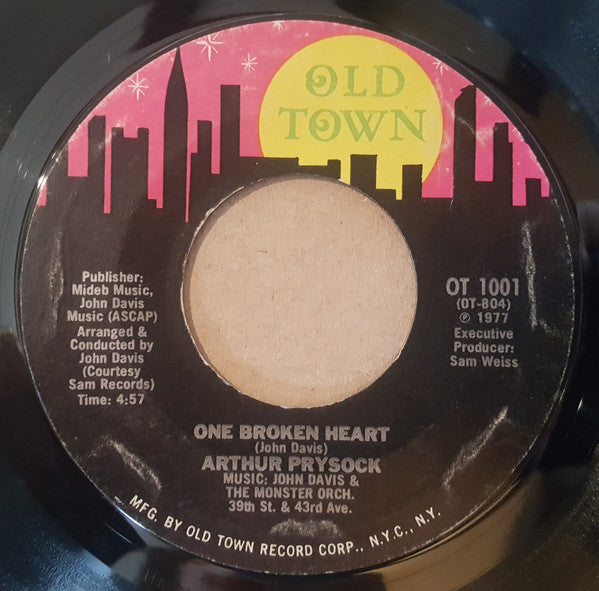 OLD
TOWN
Publisher:
Mideb Music,
John Davis
Music (ASCAP)
Arranged &
Conducted by
John Davis
(Courtesy
Sam Records)
Time: 4:57
OT 1001
(OT-804)
℗ 1977
Executive
Producer:
Sam Weiss
ONE BROKEN HEART
(John Davis)
ARTHUR PRYSOCK
MUSIC: JOHN DAVIS &
THE MONSTER ORCH.
39th St. & 43rd Ave.
MFG. BY OLD TOWN RECORD CORP., N.Y.C., N.Y.